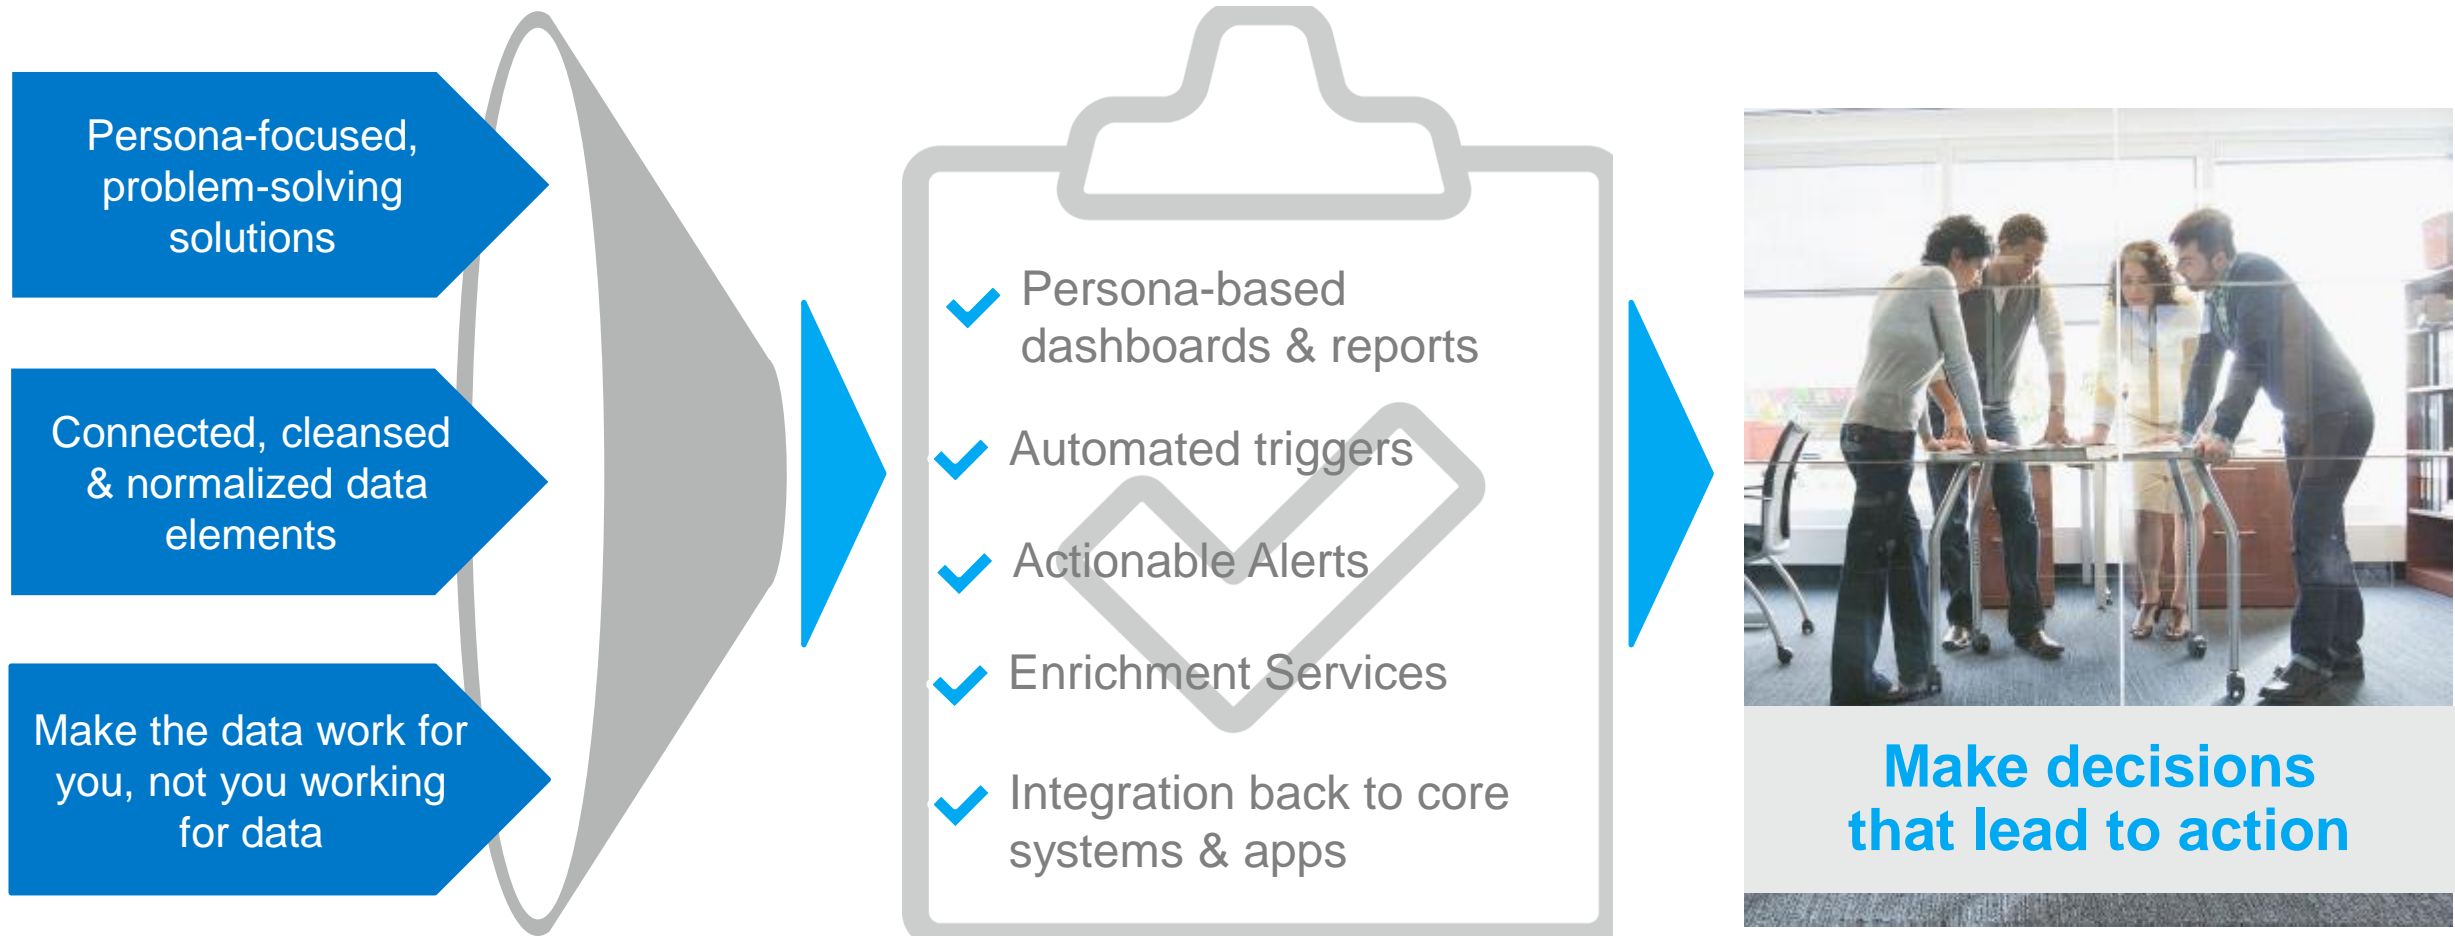 Persona-focused,
problem-solving
solutions
Connected, cleansed
& normalized data
elements
Make the data work for
you, not you working
for data
Persona-based
dashboards & reports
Automated triggers
Actionable Alerts
Enrichment Services
Integration back to core
systems & apps
Make decisions
that lead to action